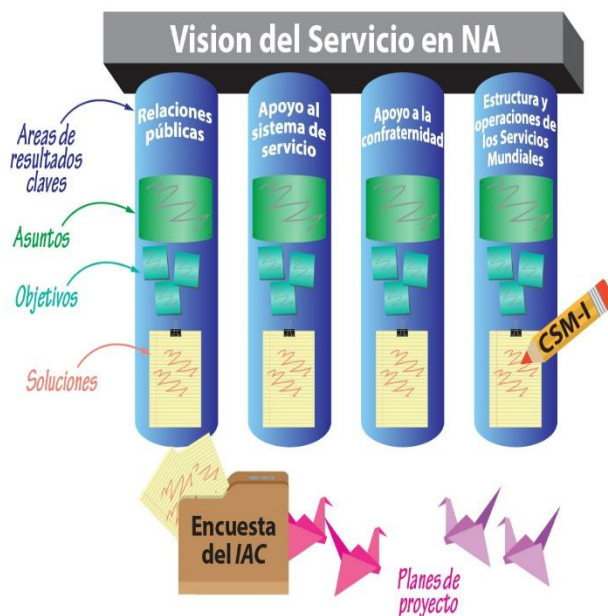 Vision del Servicio en NA
Areas de
resultados
claves
Relaciones
públicas
Apoyo al
sistema de
servicio
Apoyo a la
confraternidad
Estructura y
operaciones de
los Servicios
Mundiales
Asuntos
Objetivos
Soluciones
CSM-I
Encuesta
del IAC
Planes de
proyecto